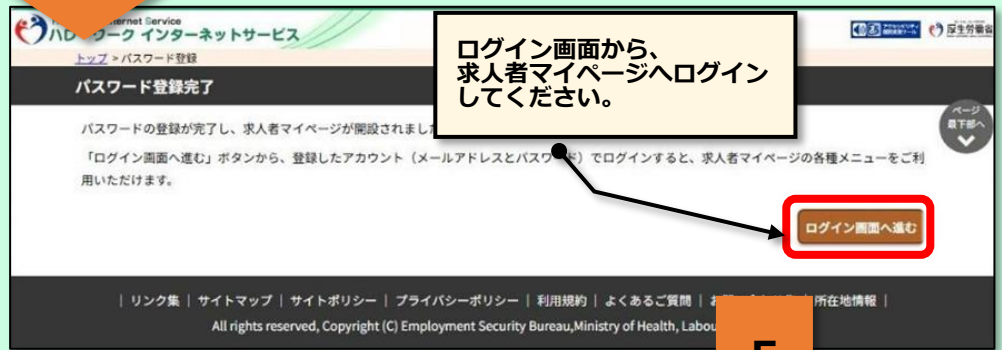 ernet Service
ハローワーク インターネットサービス
厚生労働省
トップ > パスワード登録
パスワード登録完了
ログイン画面から、
求人者マイページへログイン
してください。
ページ
最下部へ
パスワードの登録が完了し、求人者マイページが開設されました
「ログイン画面へ進む」ボタンから、登録したアカウント（メールアドレスとパスワード）でログインすると、求人者マイページの各種メニューをご利
用いただけます。
ログイン画面へ進む
| リンク集 | サイトマップ | サイトポリシー | プライバシーポリシー | 利用規約 | よくあるご質問 | 所在地情報 |
All rights reserved, Copyright (C) Employment Security Bureau,Ministry of Health, Labou
5